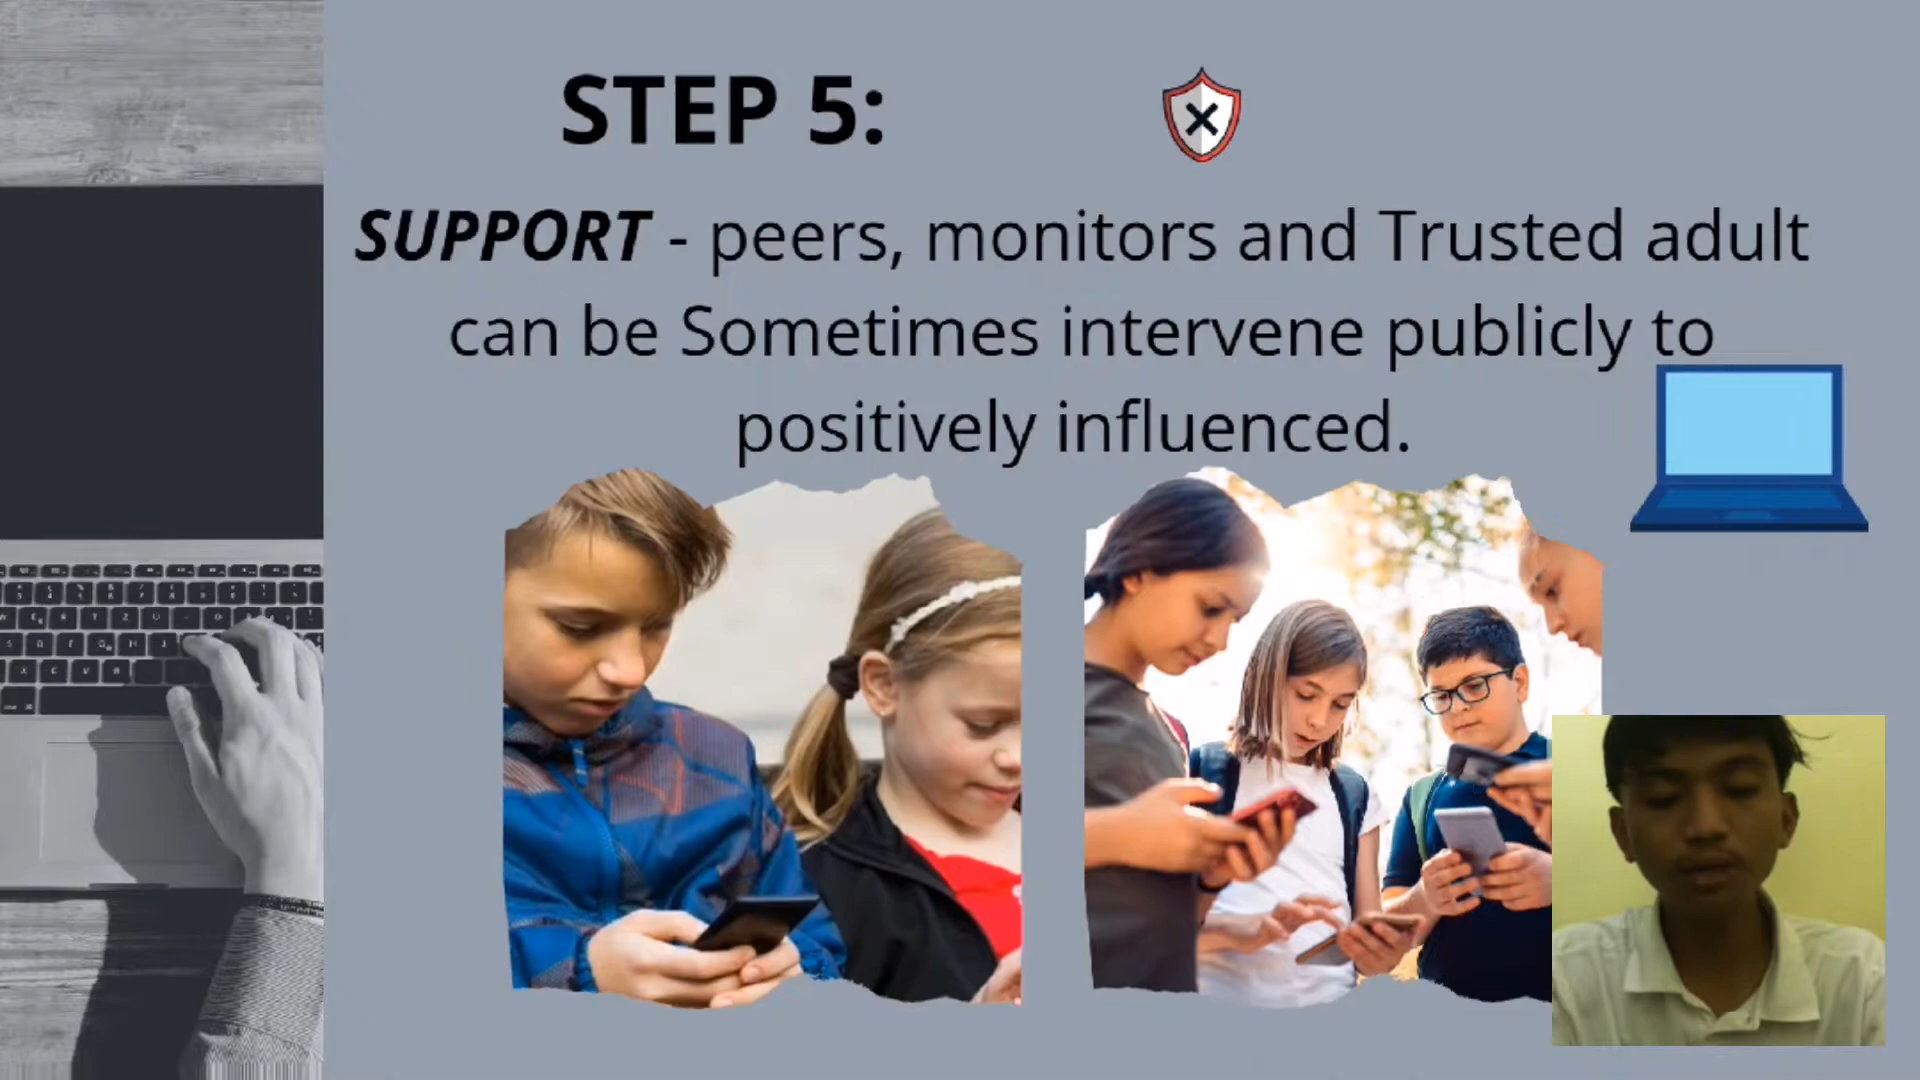 STEP 5:
SUPPORT - peers, monitors and Trusted adult
can be Sometimes intervene publicly to
positively influenced.